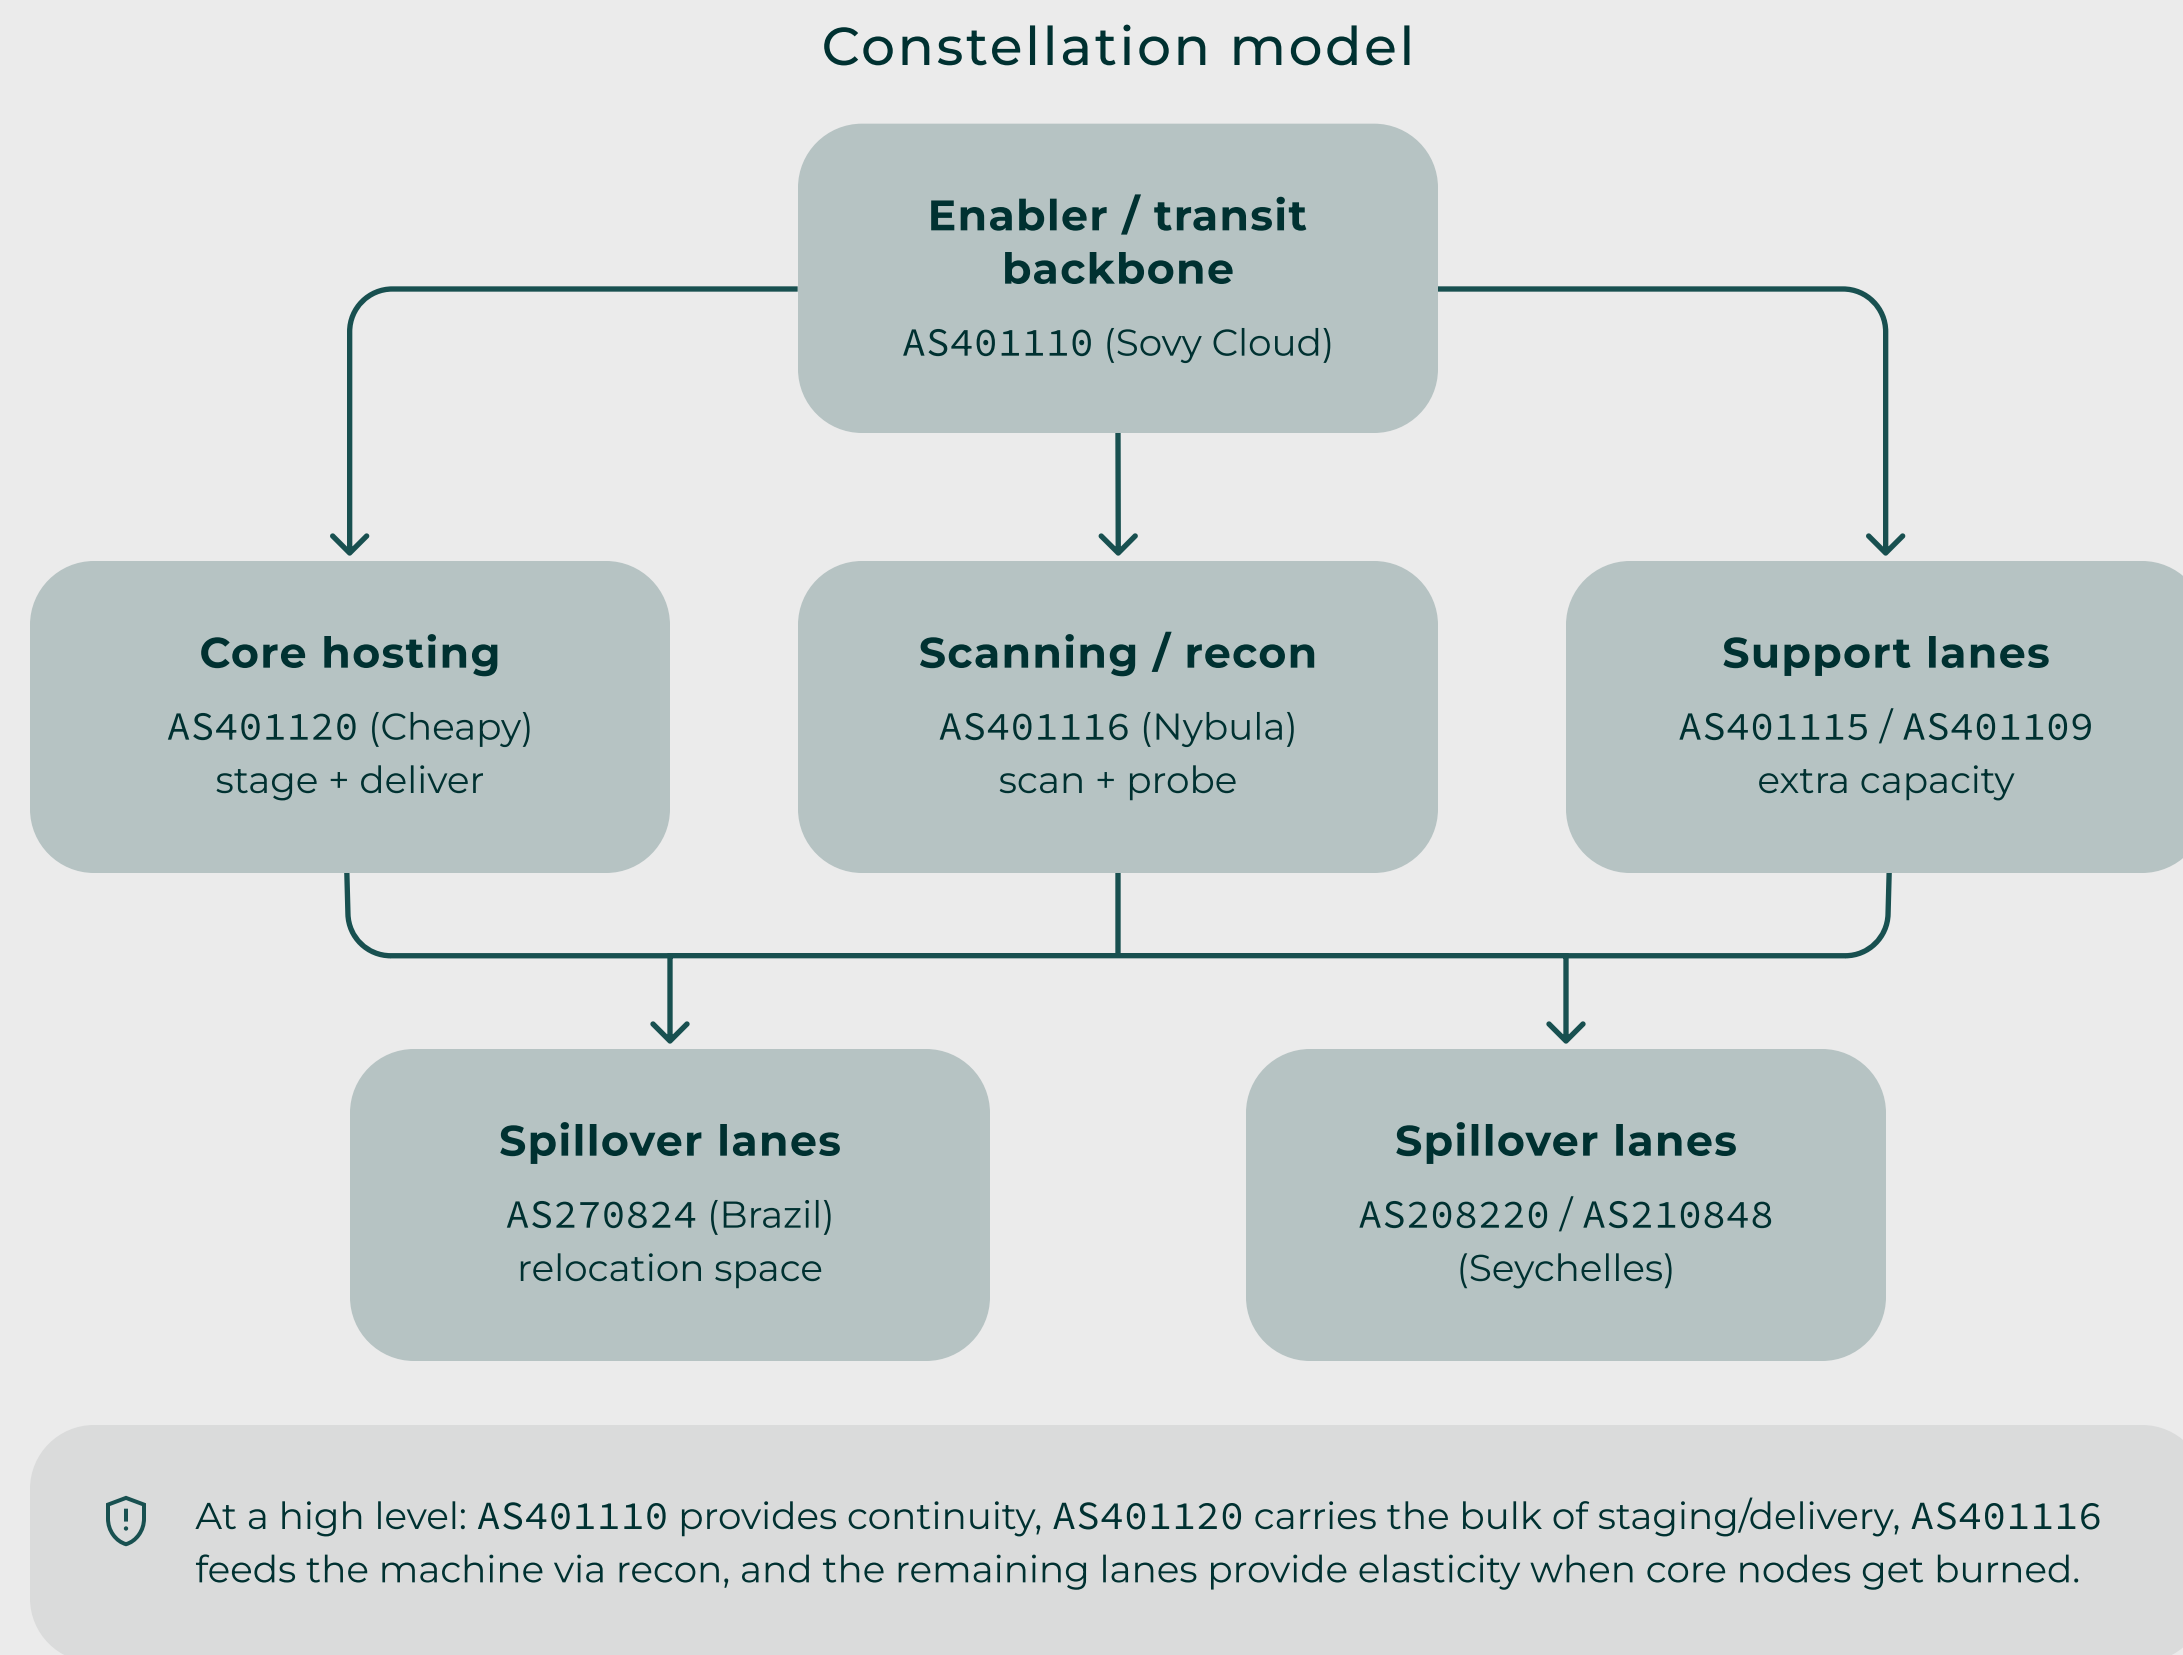 Constellation model
Enabler / transit
backbone
AS401110 (Sovy Cloud)
Core hosting
AS401120 (Cheapy)
stage + deliver
Scanning / recon
AS401116 (Nybula)
scan + probe
Support lanes
AS401115 / AS401109
extra capacity
Spillover lanes
AS270824 (Brazil)
relocation space
Spillover lanes
AS208220 / AS210848
(Seychelles)
At a high level: AS401110 provides continuity, AS401120 carries the bulk of staging/delivery, AS401116
feeds the machine via recon, and the remaining lanes provide elasticity when core nodes get burned.